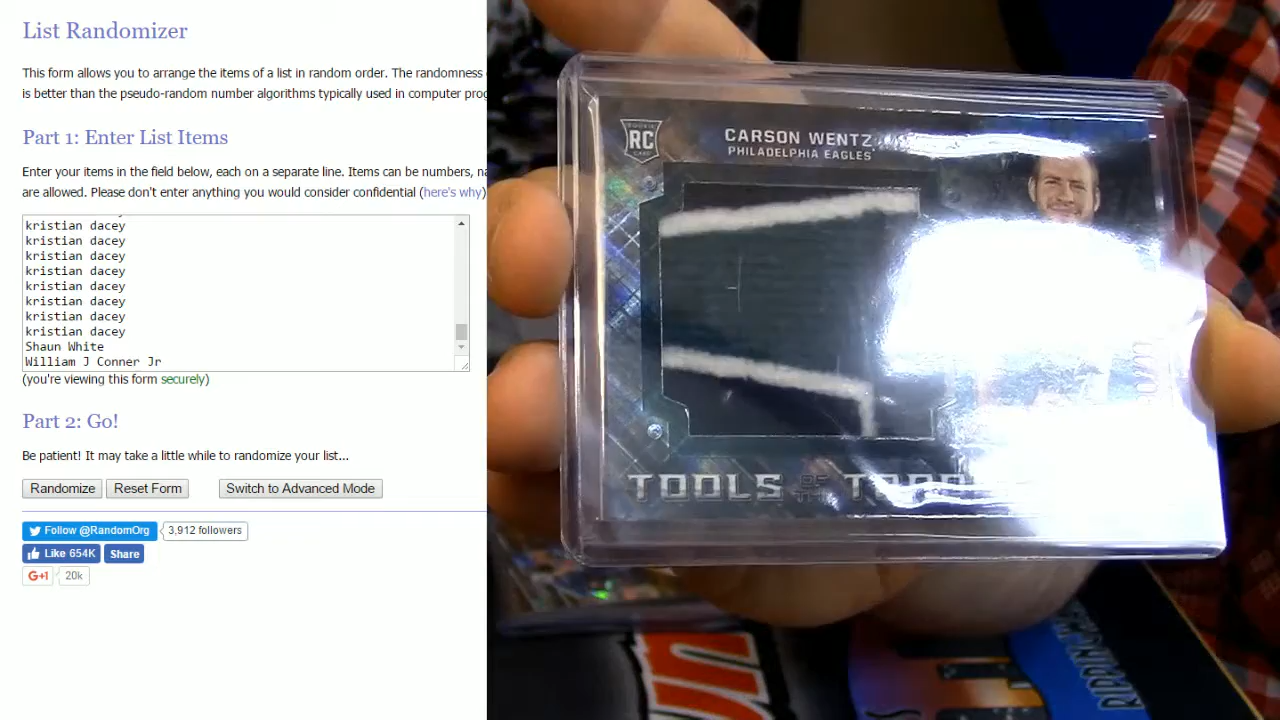 List Randomizer
This form allows you to arrange the items of a list in random order. The randomness
is better than the pseudo-random number algorithms typically used in computer
Part 1: Enter List Items
Enter your items in the field below, each on a separate line. Items can be numbers,
are allowed. Please don't enter anything you would consider confidential (here's why)
kristian dacey
kristian dacey
kristian dacey
kristian dacey
kristian dacey
kristian dacey
kristian dacey
kristian dacey
Shaun White
William J Conner Jr
(you're viewing this form securely)
Part 2: Go!
Be patient! It may take a little while to randomize your list...
Randomize Reset Form Switch to Advanced Mode
Follow @RandomOrg 3,912 followers
Like 654K Share
G+1 20k
RC
CARSON WENTZ
PHILADELPHIA EAGLES
TOOLS OF THE